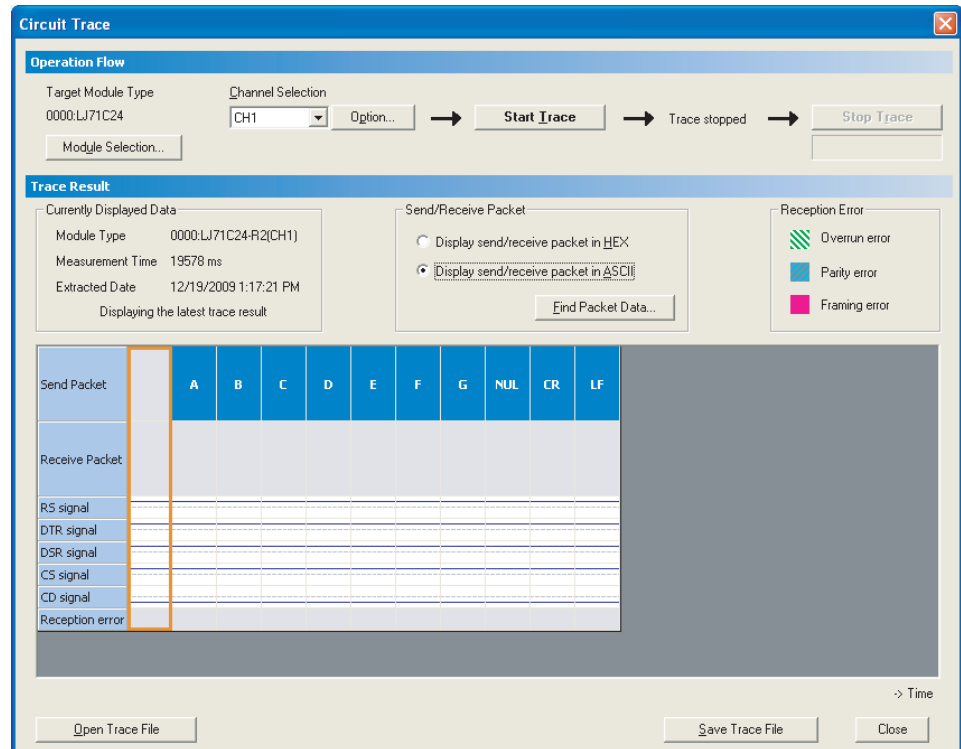 Circuit Trace
Operation Flow
Target Module Type
0000:LJ71C24
Module Selection...
Channel Selection
CH1
Option...
Start Trace
Trace stopped
Stop Trace
Trace Result
Currently Displayed Data
Module Type 0000:LJ71C24-R2(CH1)
Measurement Time 19578 ms
Extracted Date 12/19/2009 1:17:21 PM
Displaying the latest trace result
Send/Receive Packet
Display send/receive packet in HEX
Display send/receive packet in ASCII
Find Packet Data...
Reception Error
Overrun error
Parity error
Framing error
Send Packet A B C D E F G NUL CR LF
Receive Packet
RS signal
DTR signal
DSR signal
CS signal
CD signal
Reception error
-> Time
Open Trace File
Save Trace File
Close